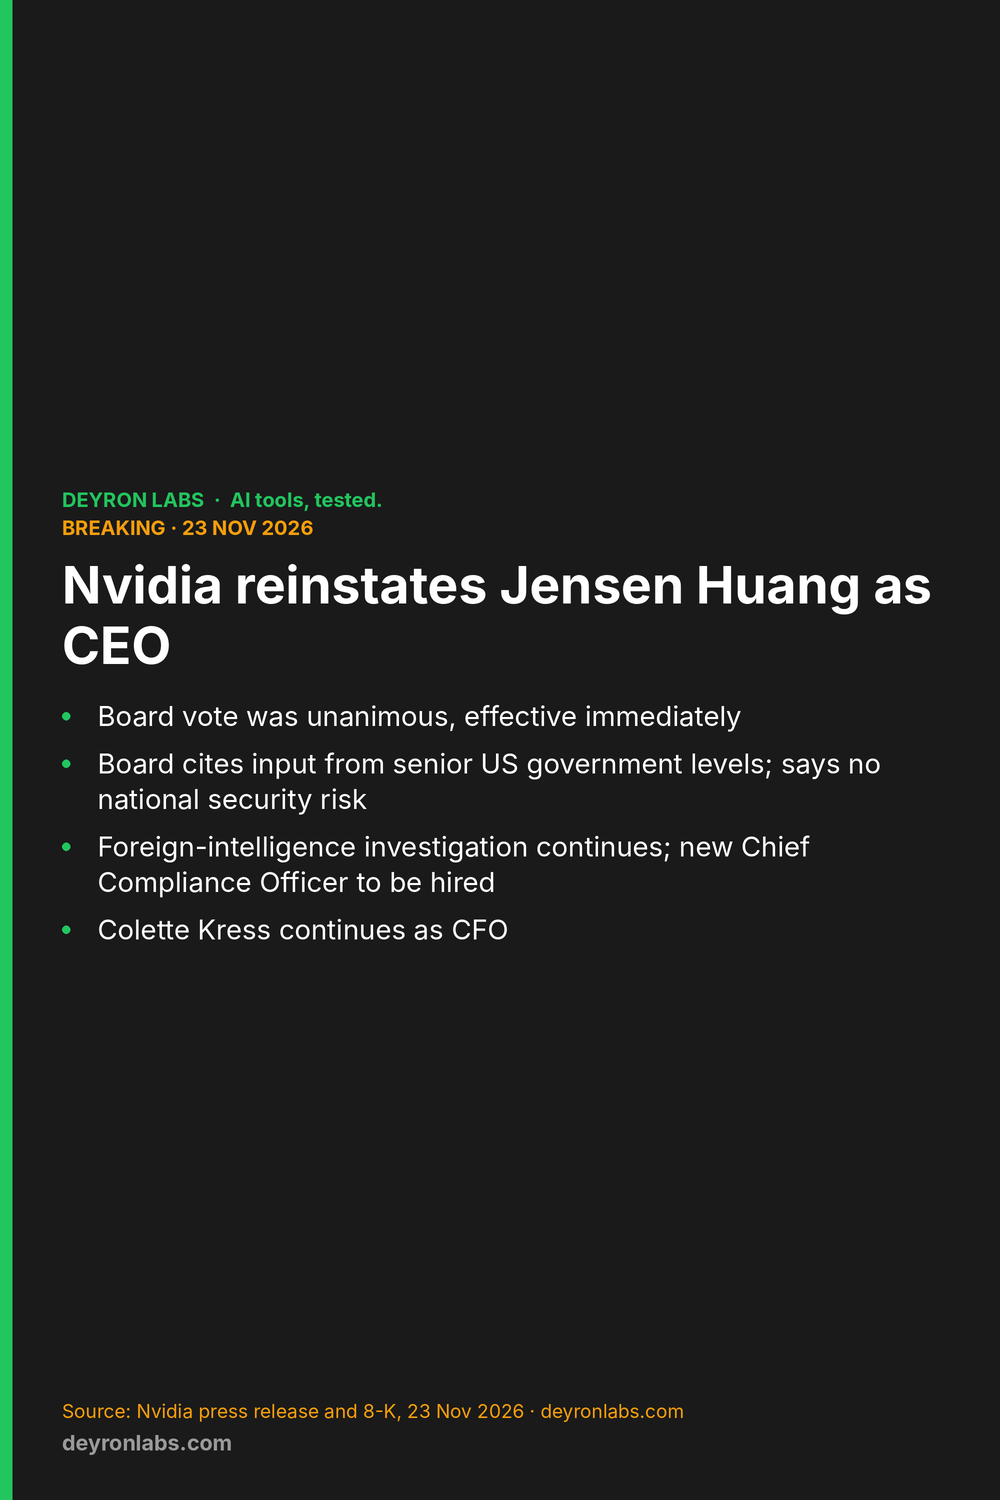 DEYRON LABS · AI tools, tested.
BREAKING · 23 NOV 2026
Nvidia reinstates Jensen Huang as
CEO
• Board vote was unanimous, effective immediately
• Board cites input from senior US government levels; says no
national security risk
• Foreign-intelligence investigation continues; new Chief
Compliance Officer to be hired
• Colette Kress continues as CFO
Source: Nvidia press release and 8-K, 23 Nov 2026 · deyronlabs.com
deyronlabs.com